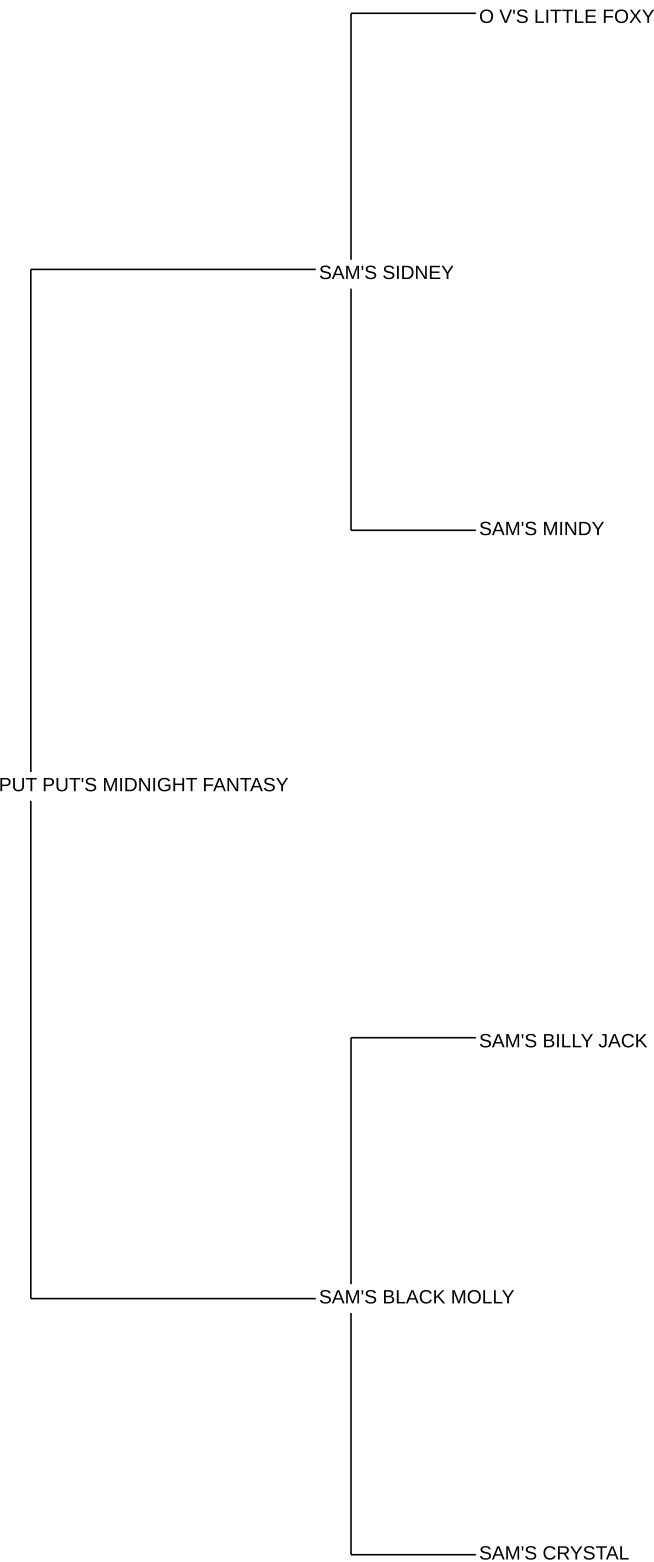 O V'S LITTLE FOXY
SAM'S SIDNEY
SAM'S MINDY
PUT PUT'S MIDNIGHT FANTASY
SAM'S BILLY JACK
SAM'S BLACK MOLLY
SAM'S CRYSTAL